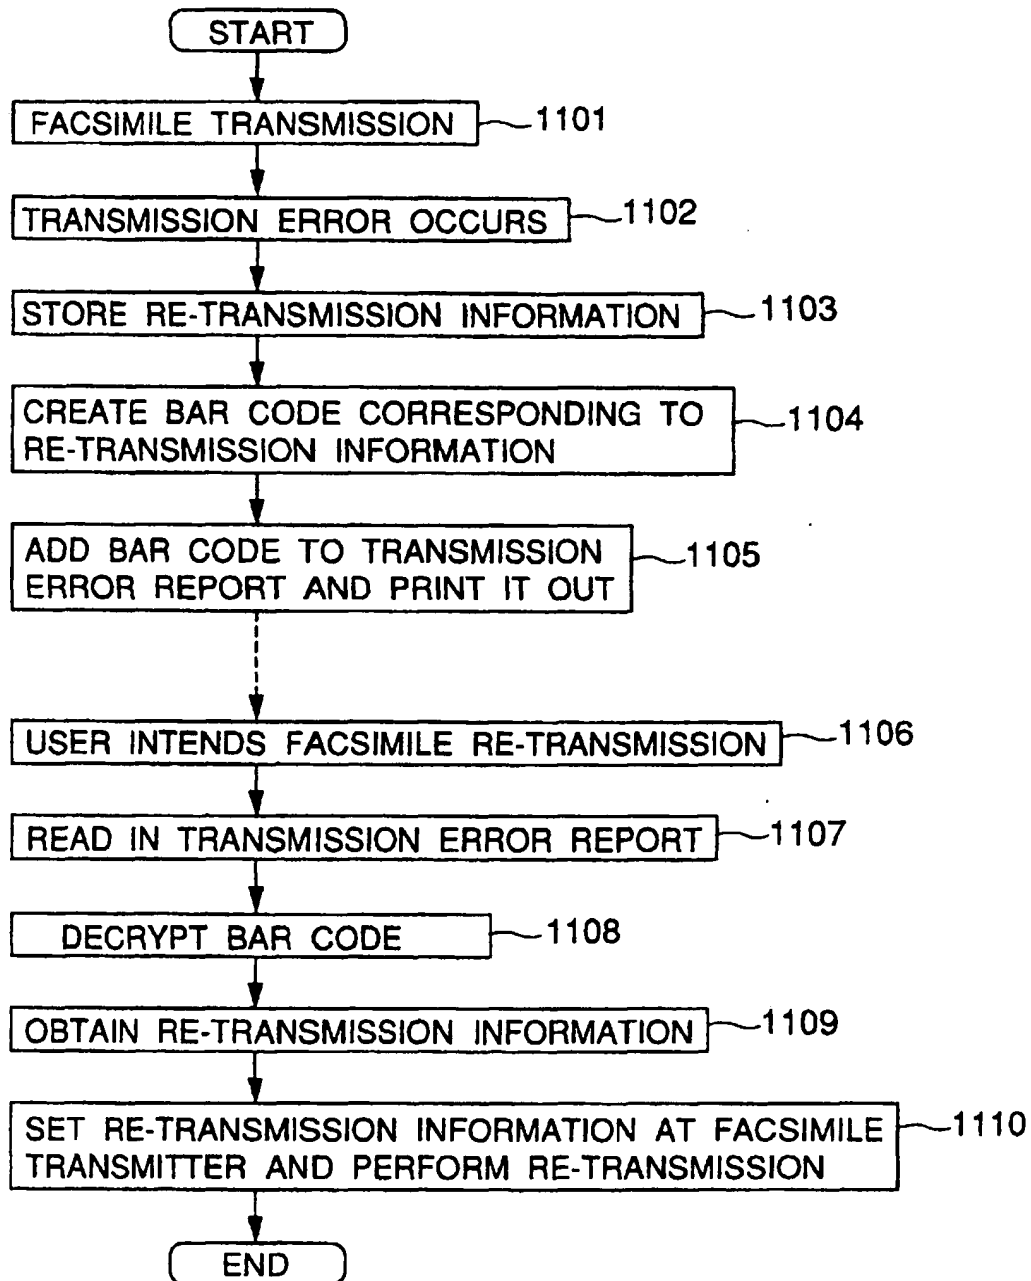 START
FACSIMILE TRANSMISSION 1101
TRANSMISSION ERROR OCCURS 1102
STORE RE-TRANSMISSION INFORMATION 1103
CREATE BAR CODE CORRESPONDING TO 1104
RE-TRANSMISSION INFORMATION
ADD BAR CODE TO TRANSMISSION 1105
ERROR REPORT AND PRINT IT OUT
USER INTENDS FACSIMILE RE-TRANSMISSION 1106
READ IN TRANSMISSION ERROR REPORT 1107
DECRYPT BAR CODE 1108
OBTAIN RE-TRANSMISSION INFORMATION 1109
SET RE-TRANSMISSION INFORMATION AT FACSIMILE 1110
TRANSMITTER AND PERFORM RE-TRANSMISSION
END